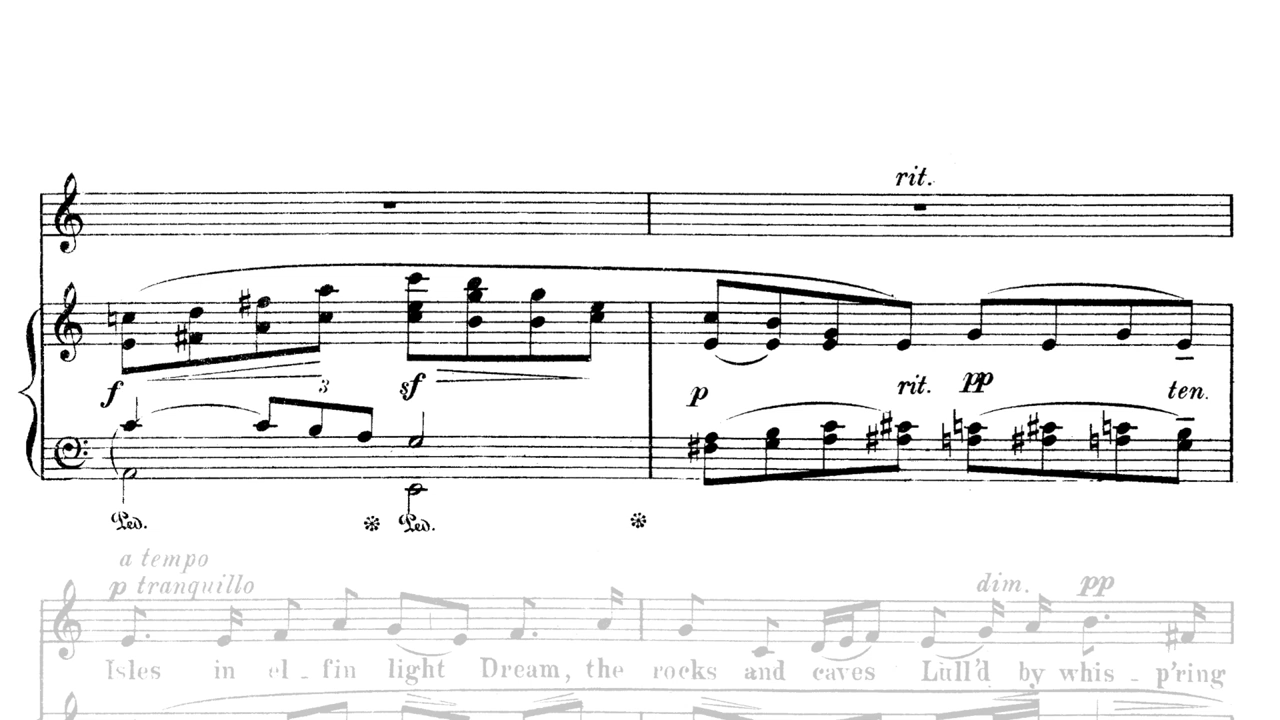 rit.
f 3 sf p rit. pp ten.
Ped. * Ped. *
a tempo
p tranquillo dim. pp
Isles in el - fin light Dream, the rocks and caves Lull'd by whis - p'ring